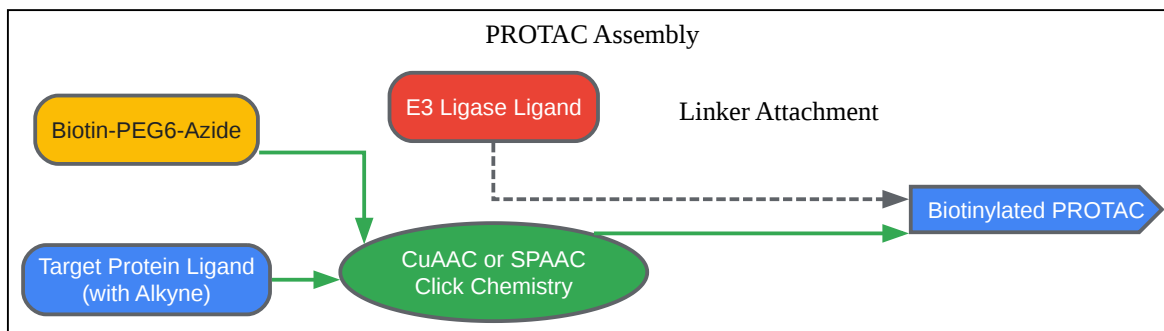 PROTAC Assembly
E3 Ligase Ligand
Linker Attachment
Biotin-PEG6-Azide
Biotinylated PROTAC
Target Protein Ligand
(with Alkyne)
CuAAC or SPAAC
Click Chemistry